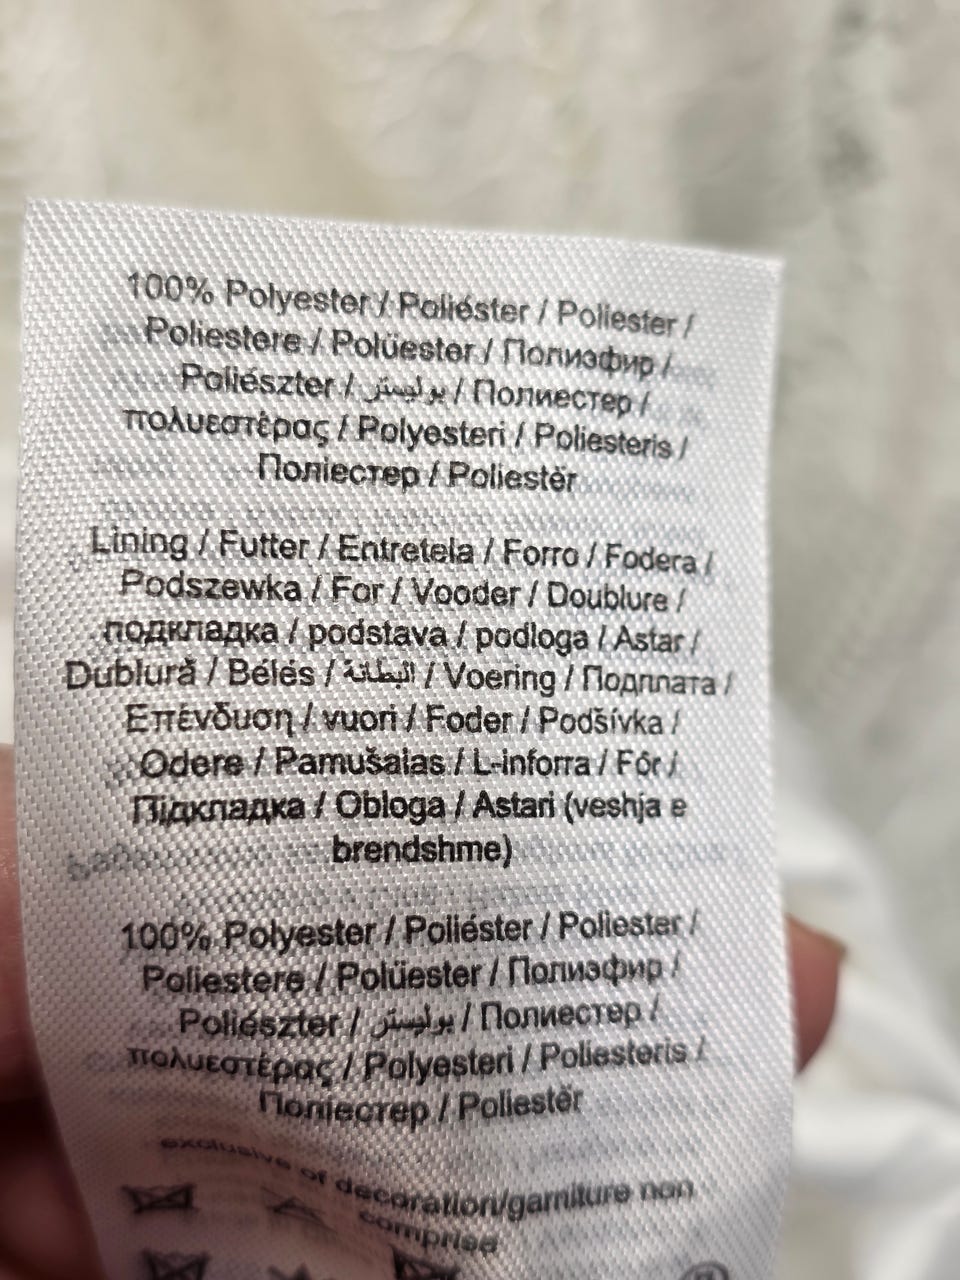 100% Polyester / Poliéster / Poliester /
Poliestere / Polüester / Полиэфир /
Poliészter / بوليستر / Полиестер /
πολυεστέρας / Polyesteri / Poliesteris /
Поліестер / Poliestër
Lining / Futter / Entretela / Forro / Fodera /
Podszewka / For / Vooder / Doublure /
подкладка / podstava / podloga / Astar /
Dublură / Bélés / البطانة / Voering / Подплата /
Επένδυση / vuori / Foder / Podšívka /
Odere / Pamušalas / L-inforra / Fór /
Підкладка / Obloga / Astari (veshja e
brendshme)
100% Polyester / Poliéster / Poliester /
Poliestere / Polüester / Полиэфир /
Poliészter / بوليستر / Полиестер /
πολυεστέρας / Polyesteri / Poliesteris /
Поліестер / Poliestër
exclusive of decoration/garniture non
comprise